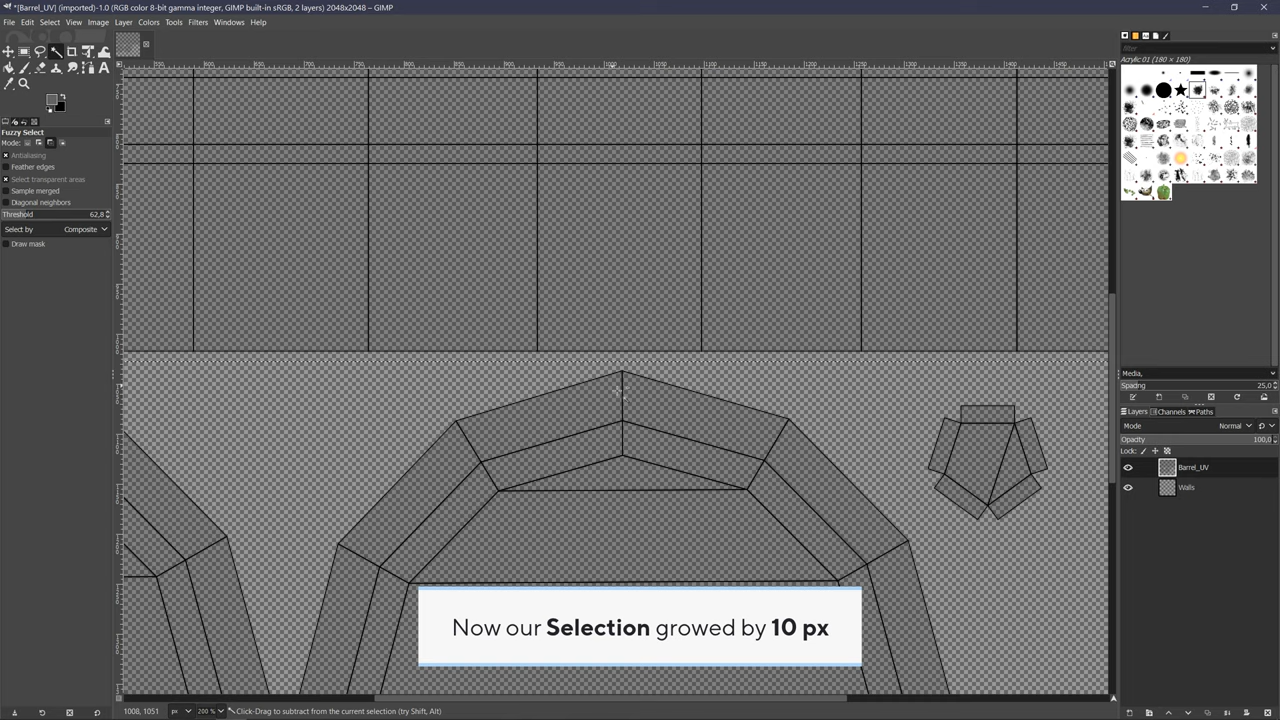 *[Barrel_UV] (imported)-1.0 (RGB color 8-bit gamma integer, GIMP built-in sRGB, 2 layers) 2048x2048 – GIMP
File Edit Select View Image Layer Colors Tools Filters Windows Help
filter
Acrylic 01 (180 × 180)
Fuzzy Select
Mode:
Antialiasing
Feather edges
Select transparent areas
Sample merged
Diagonal neighbors
Threshold 62,8
Select by Composite
Draw mask
Media,
Spacing 25,0
Layers Channels Paths
Mode Normal
Opacity 100,0
Lock:
Barrel_UV
Walls
Now our Selection growed by 10 px
1008, 1051 px 200 % Click-Drag to subtract from the current selection (try Shift, Alt)